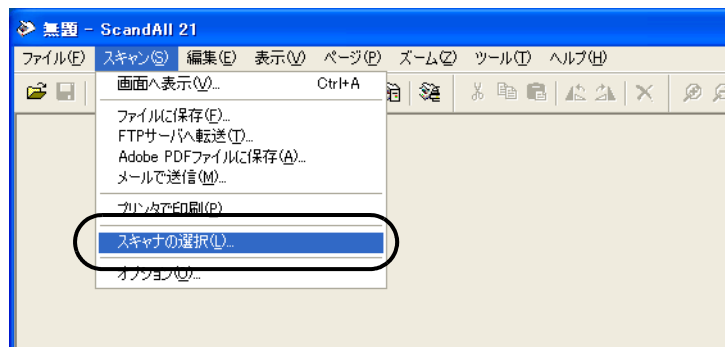 無題 - ScandAll 21
ファイル(F) スキャン(S) 編集(E) 表示(V) ページ(P) ズーム(Z) ツール(T) ヘルプ(H)
画面へ表示(V)... Ctrl+A
ファイルに保存(F)...
FTPサーバへ転送(T)...
Adobe PDFファイルに保存(A)...
メールで送信(M)...
プリンタで印刷(P)
スキャナの選択(L)...
オプション(O)...